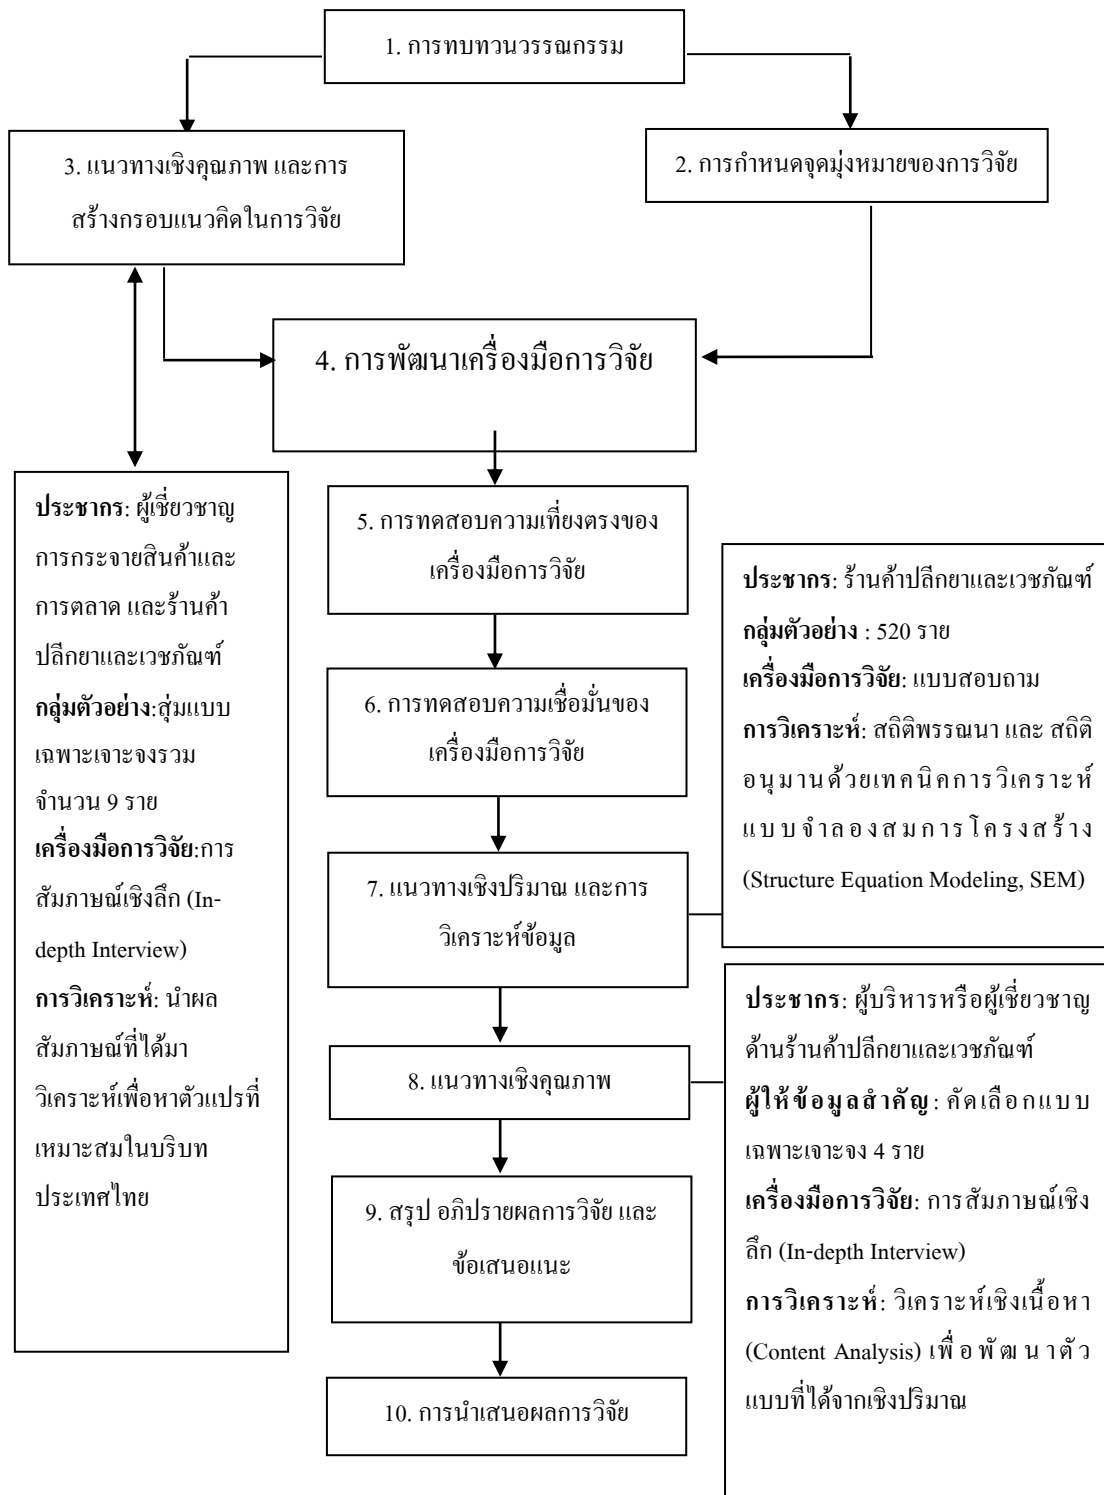 1. การทบทวนวรรณกรรม
3. แนวทางเชิงคุณภาพ และการ
สร้างกรอบแนวคิดในการวิจัย
2. การกำหนดจุดมุ่งหมายของการวิจัย
4. การพัฒนาเครื่องมือการวิจัย
ประชากร: ผู้เชี่ยวชาญ
การกระจายสินค้าและ
การตลาด และร้านค้า
ปลีกยาและเวชภัณฑ์
กลุ่มตัวอย่าง:สุ่มแบบ
เฉพาะเจาะจงรวม
จำนวน 9 ราย
เครื่องมือการวิจัย:การ
สัมภาษณ์เชิงลึก (In-
depth Interview)
การวิเคราะห์: นำผล
สัมภาษณ์ที่ได้มา
วิเคราะห์เพื่อหาตัวแปรที่
เหมาะสมในบริบท
ประเทศไทย
5. การทดสอบความเที่ยงตรงของ
เครื่องมือการวิจัย
6. การทดสอบความเชื่อมั่นของ
เครื่องมือการวิจัย
7. แนวทางเชิงปริมาณ และการ
วิเคราะห์ข้อมูล
ประชากร: ร้านค้าปลีกยาและเวชภัณฑ์
กลุ่มตัวอย่าง : 520 ราย
เครื่องมือการวิจัย: แบบสอบถาม
การวิเคราะห์: สถิติพรรณนา และ สถิติ
อนุมานด้วยเทคนิคการวิเคราะห์
แบบจำลองสมการโครงสร้าง
(Structure Equation Modeling, SEM)
8. แนวทางเชิงคุณภาพ
ประชากร: ผู้บริหารหรือผู้เชี่ยวชาญ
ด้านร้านค้าปลีกยาและเวชภัณฑ์
ผู้ให้ข้อมูลสำคัญ: คัดเลือกแบบ
เฉพาะเจาะจง 4 ราย
เครื่องมือการวิจัย: การสัมภาษณ์เชิง
ลึก (In-depth Interview)
การวิเคราะห์: วิเคราะห์เชิงเนื้อหา
(Content Analysis) เพื่อพัฒนาตัว
แบบที่ได้จากเชิงปริมาณ
9. สรุป อภิปรายผลการวิจัย และ
ข้อเสนอแนะ
10. การนำเสนอผลการวิจัย